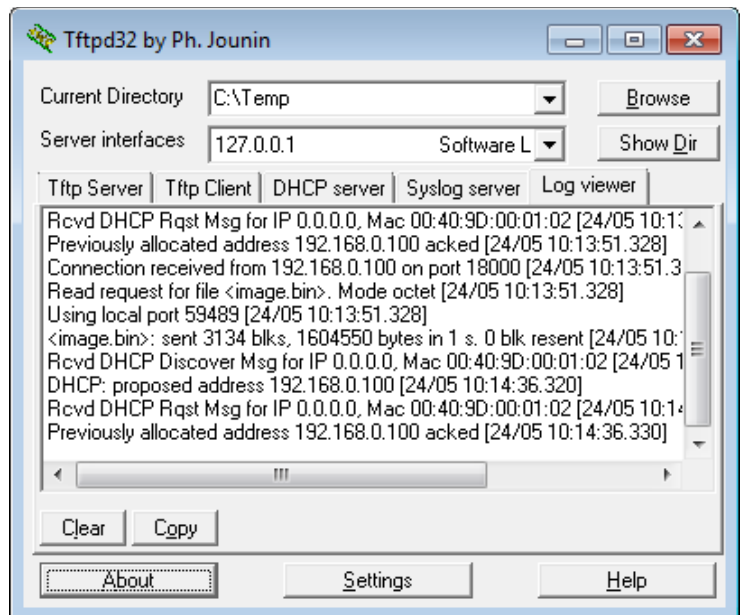 Tftpd32 by Ph. Jounin
Current Directory C:\Temp Browse
Server interfaces 127.0.0.1 Software L Show Dir
Tftp Server Tftp Client DHCP server Syslog server Log viewer
Rcvd DHCP Rqst Msg for IP 0.0.0.0, Mac 00:40:9D:00:01:02 [24/05 10:13
Previously allocated address 192.168.0.100 acked [24/05 10:13:51.328]
Connection received from 192.168.0.100 on port 18000 [24/05 10:13:51.3
Read request for file <image.bin>. Mode octet [24/05 10:13:51.328]
Using local port 59489 [24/05 10:13:51.328]
<image.bin>: sent 3134 blks, 1604550 bytes in 1 s. 0 blk resent [24/05 10:
Rcvd DHCP Discover Msg for IP 0.0.0.0, Mac 00:40:9D:00:01:02 [24/05 1
DHCP: proposed address 192.168.0.100 [24/05 10:14:36.320]
Rcvd DHCP Rqst Msg for IP 0.0.0.0, Mac 00:40:9D:00:01:02 [24/05 10:14
Previously allocated address 192.168.0.100 acked [24/05 10:14:36.330]
Clear Copy
About Settings Help